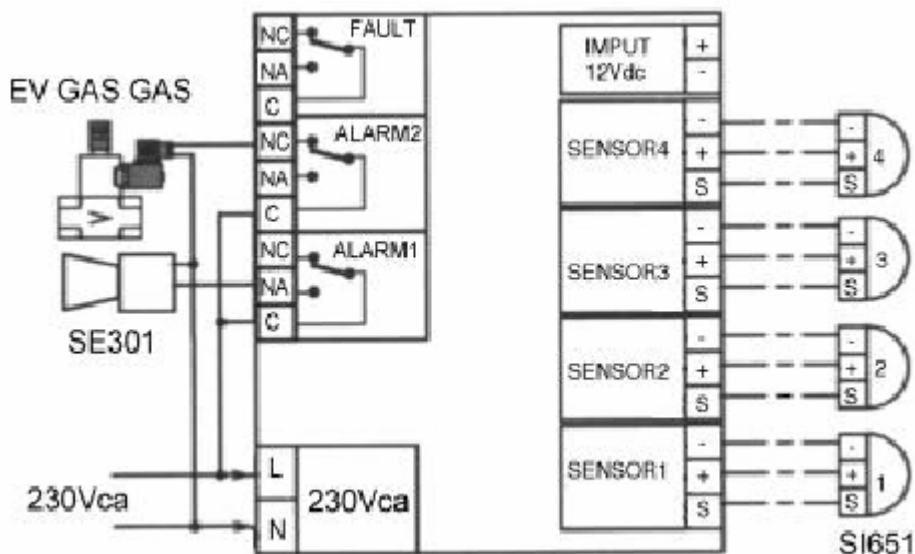 EV GAS GAS
SE301
230Vca
NC
NA
C
FAULT
NC
NA
C
ALARM2
NC
NA
C
ALARM1
L
N
230Vca
IMPUT
12Vdc
+
-
SENSOR4
-
+
S
-
+
S
4
SENSOR3
-
+
S
-
+
S
3
SENSOR2
-
+
S
-
+
S
2
SENSOR1
-
+
S
-
+
S
1
SI651